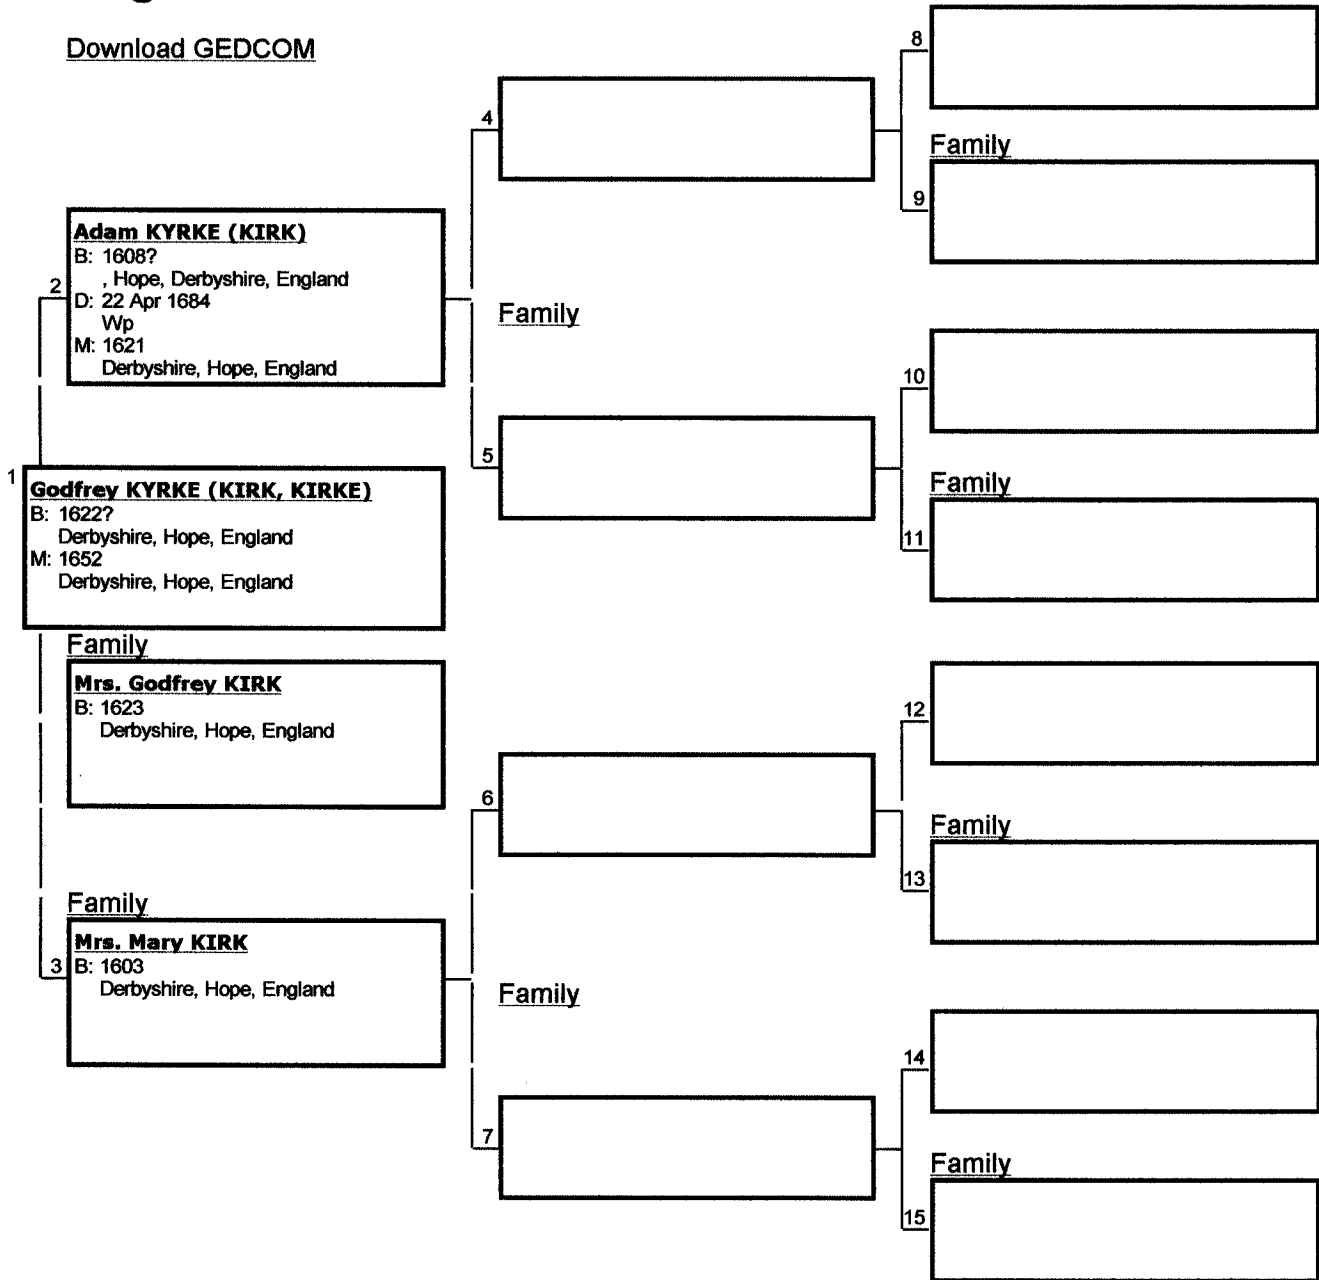 Download GEDCOM
8
4
Family
9
Adam KYRKE (KIRK)
B: 1608?
, Hope, Derbyshire, England
2
D: 22 Apr 1684
Wp
M: 1621
Derbyshire, Hope, England
Family
10
5
1
Godfrey KYRKE (KIRK, KIRKE)
B: 1622?
Derbyshire, Hope, England
M: 1652
Derbyshire, Hope, England
Family
11
Family
Mrs. Godfrey KIRK
B: 1623
Derbyshire, Hope, England
12
6
Family
13
Family
Mrs. Mary KIRK
3
B: 1603
Derbyshire, Hope, England
Family
14
7
Family
15